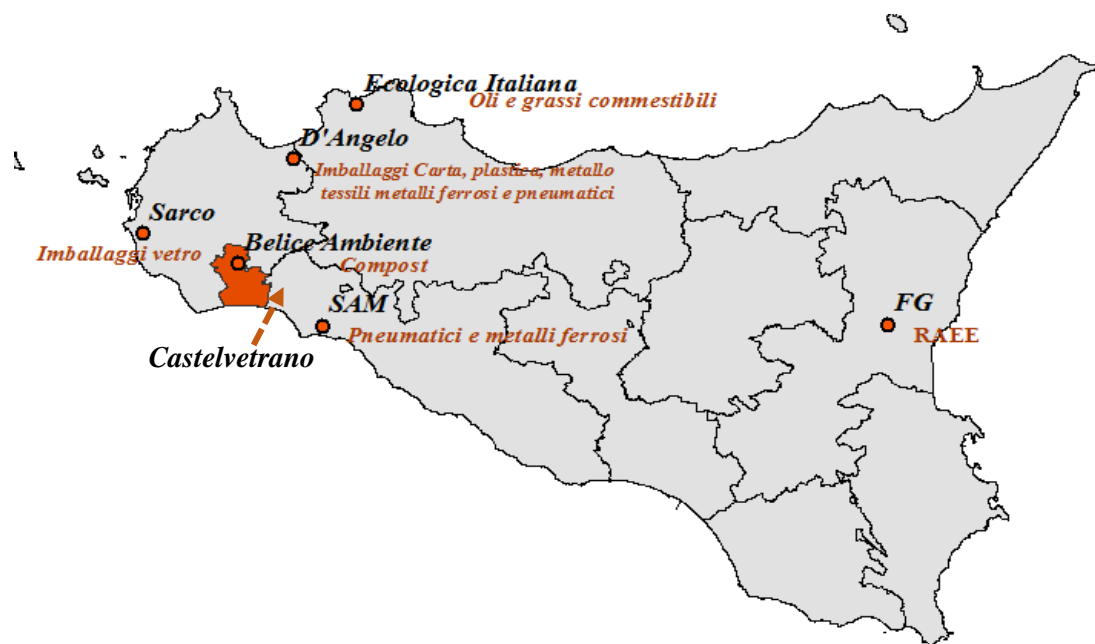 Ecologica Italiana
Oli e grassi commestibili
D'Angelo
Imballaggi Carta, plastica, metallo
tessili metalli ferrosi e pneumatici
Sarco
Imballaggi vetro
Belice Ambiente
Compost
SAM
Pneumatici e metalli ferrosi
FG
RAEE
Castelvetrano